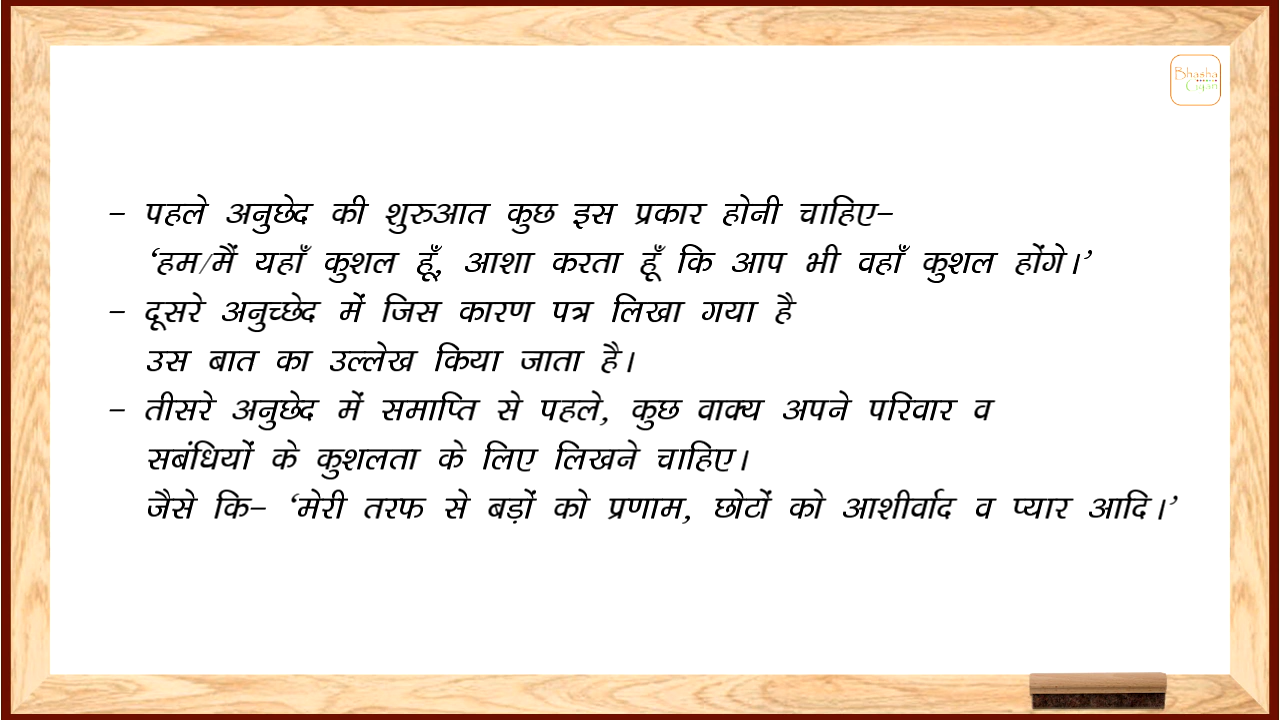 Bhasha
Gyan
- पहले अनुछेद की शुरुआत कुछ इस प्रकार होनी चाहिए-
‘हम/मैं यहाँ कुशल हूँ, आशा करता हूँ कि आप भी वहाँ कुशल होंगे।’
- दूसरे अनुच्छेद में जिस कारण पत्र लिखा गया है
उस बात का उल्लेख किया जाता है।
- तीसरे अनुछेद में समाप्ति से पहले, कुछ वाक्य अपने परिवार व
सबंधियों के कुशलता के लिए लिखने चाहिए।
जैसे कि- ‘मेरी तरफ से बड़ों को प्रणाम, छोटों को आशीर्वाद व प्यार आदि।’